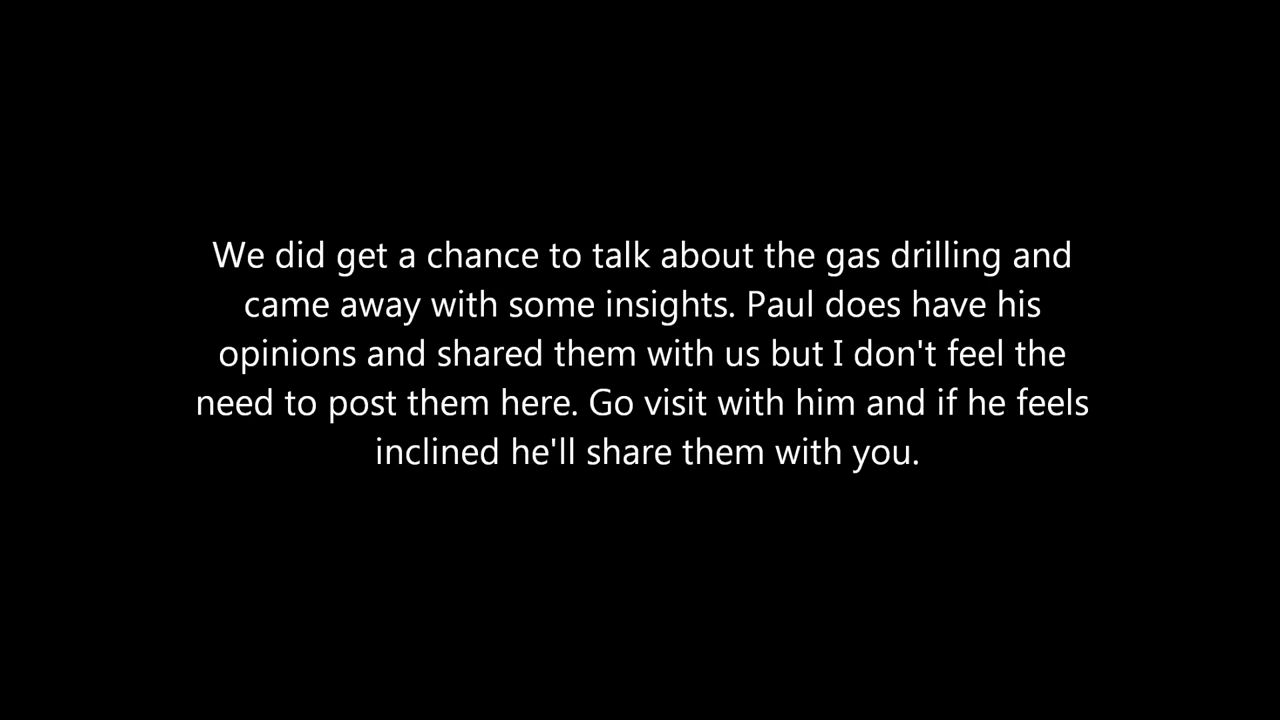 We did get a chance to talk about the gas drilling and
came away with some insights. Paul does have his
opinions and shared them with us but I don't feel the
need to post them here. Go visit with him and if he feels
inclined he'll share them with you.